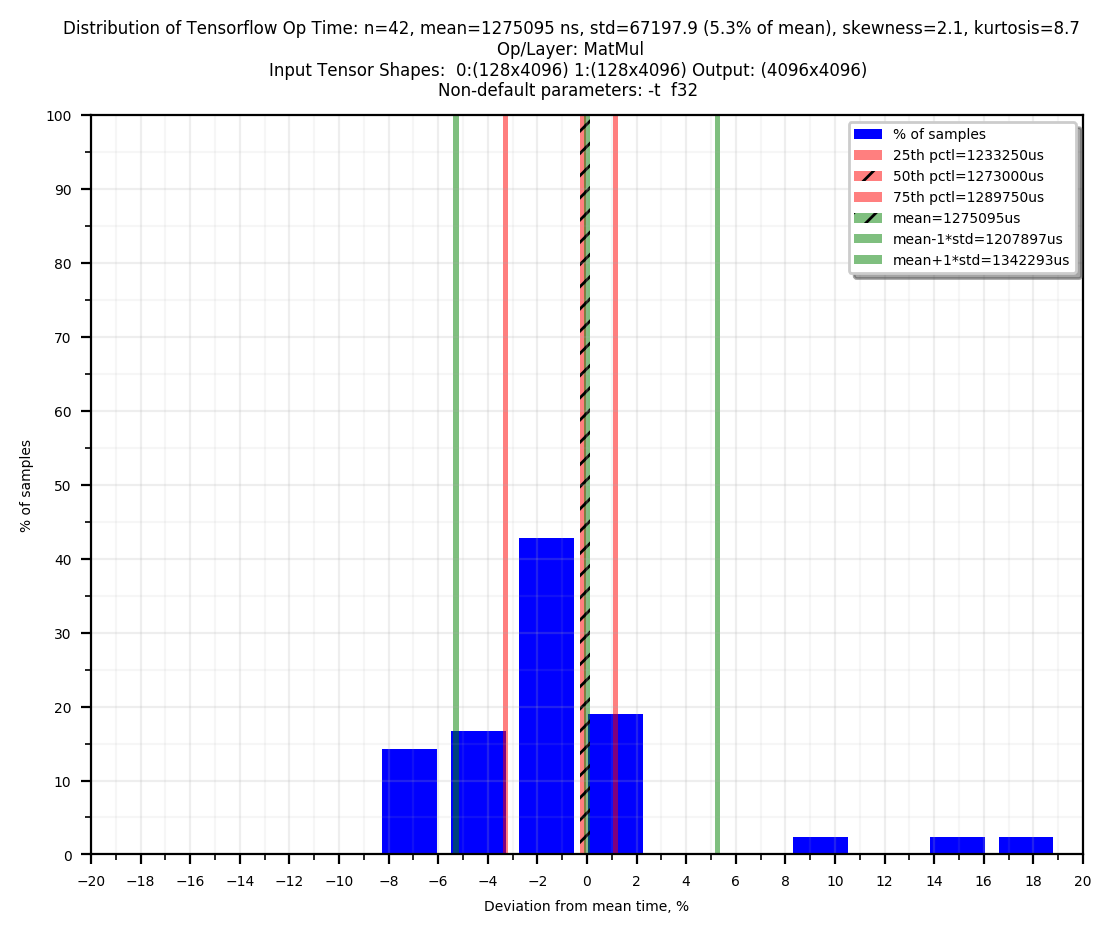 Distribution of Tensorflow Op Time: n=42, mean=1275095 ns, std=67197.9 (5.3% of mean), skewness=2.1, kurtosis=8.7
Op/Layer: MatMul
Input Tensor Shapes:  0:(128x4096) 1:(128x4096) Output: (4096x4096)
Non-default parameters: -t  f32
% of samples
25th pctl=1233250us
50th pctl=1273000us
75th pctl=1289750us
mean=1275095us
mean-1*std=1207897us
mean+1*std=1342293us
100
90
80
70
60
50
40
30
20
10
0
% of samples
−20 −18 −16 −14 −12 −10 −8 −6 −4 −2 0 2 4 6 8 10 12 14 16 18 20
Deviation from mean time, %